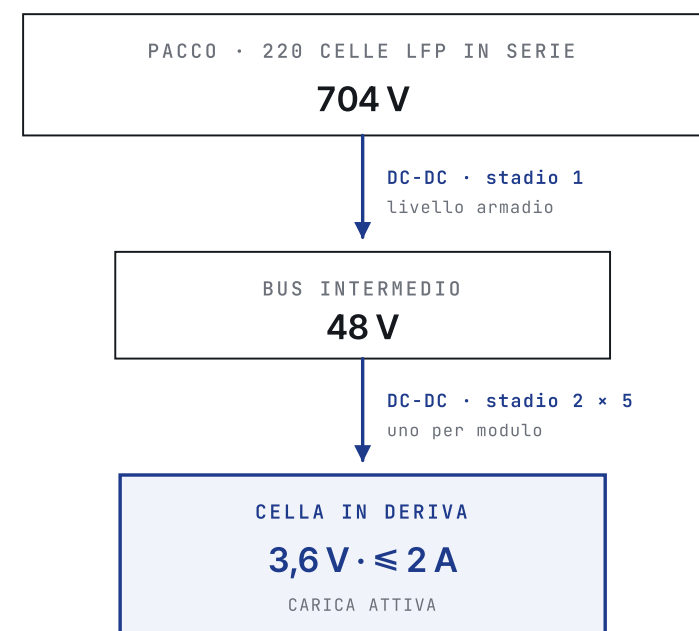 PACCO · 220 CELLE LFP IN SERIE
704 V
DC-DC · stadio 1
livello armadio
BUS INTERMEDIO
48 V
DC-DC · stadio 2 × 5
uno per modulo
CELLA IN DERIVA
3,6 V · ⩽ 2 A
CARICA ATTIVA